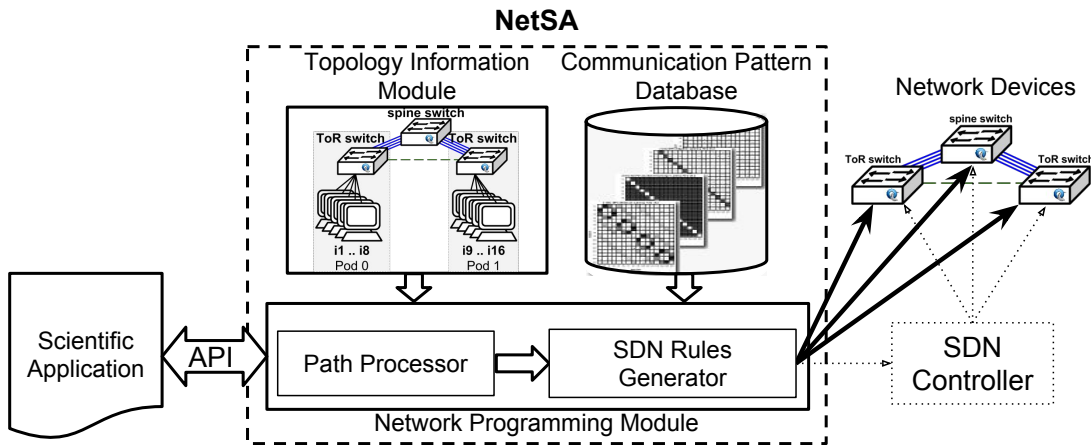 NetSA
Topology Information
Module
Communication Pattern
Database
Network Devices
spine switch
ToR switch
ToR switch
i1 .. i8
Pod 0
i9 .. i16
Pod 1
spine switch
ToR switch
ToR switch
Scientific
Application
API
Path Processor
SDN Rules
Generator
Network Programming Module
SDN
Controller